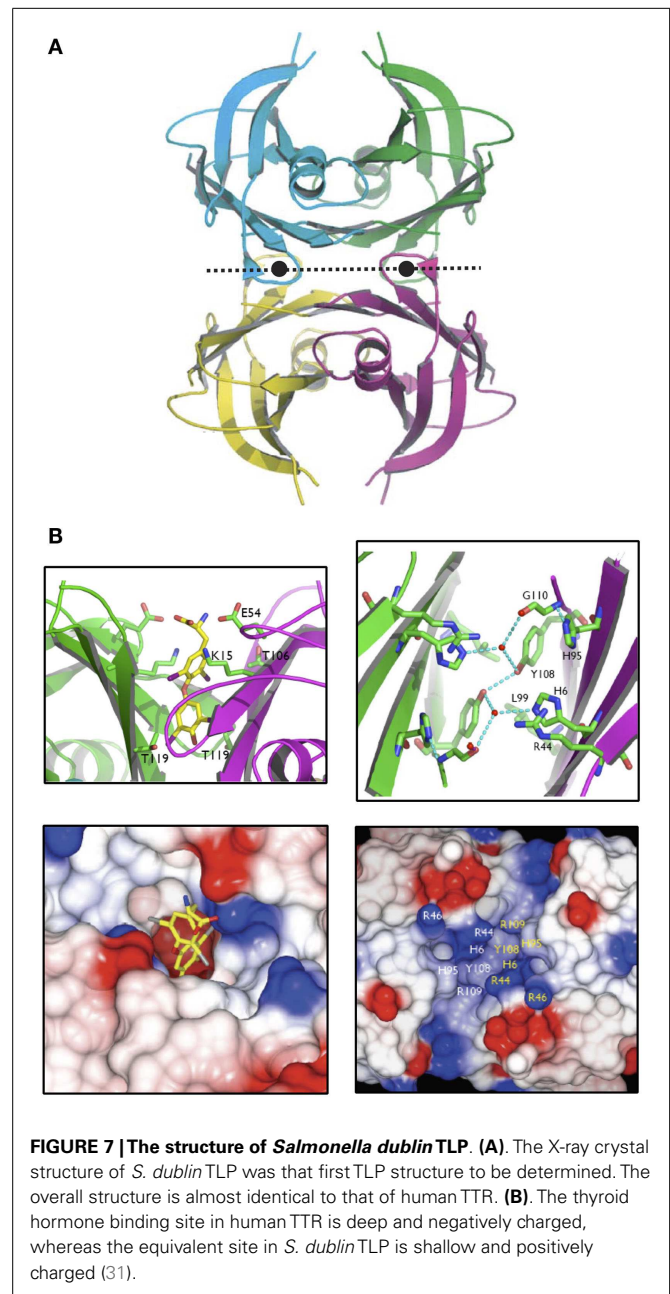 A
B
E54
K15
T106
T119
T119
G110
H95
Y108
L99
H6
R44
R46
R44
R109
H6
Y108
H95
H95
Y108
H6
R109
R44
R46
FIGURE 7 | The structure of Salmonella dublin TLP. (A). The X-ray crystal
structure of S. dublin TLP was that first TLP structure to be determined. The
overall structure is almost identical to that of human TTR. (B). The thyroid
hormone binding site in human TTR is deep and negatively charged,
whereas the equivalent site in S. dublin TLP is shallow and positively
charged (31).